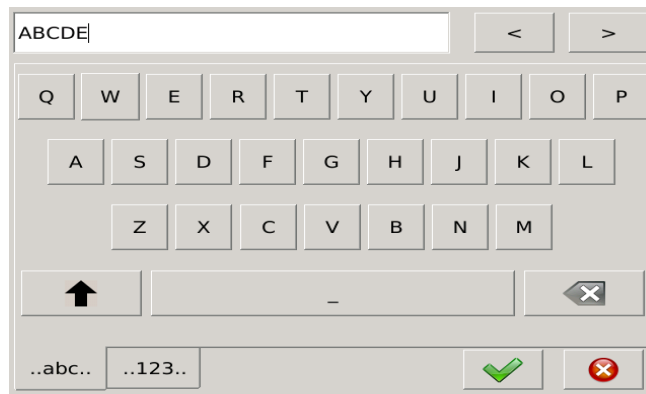 ABCDE < >
Q W E R T Y U I O P
A S D F G H J K L
Z X C V B N M
_
..abc.. ..123..